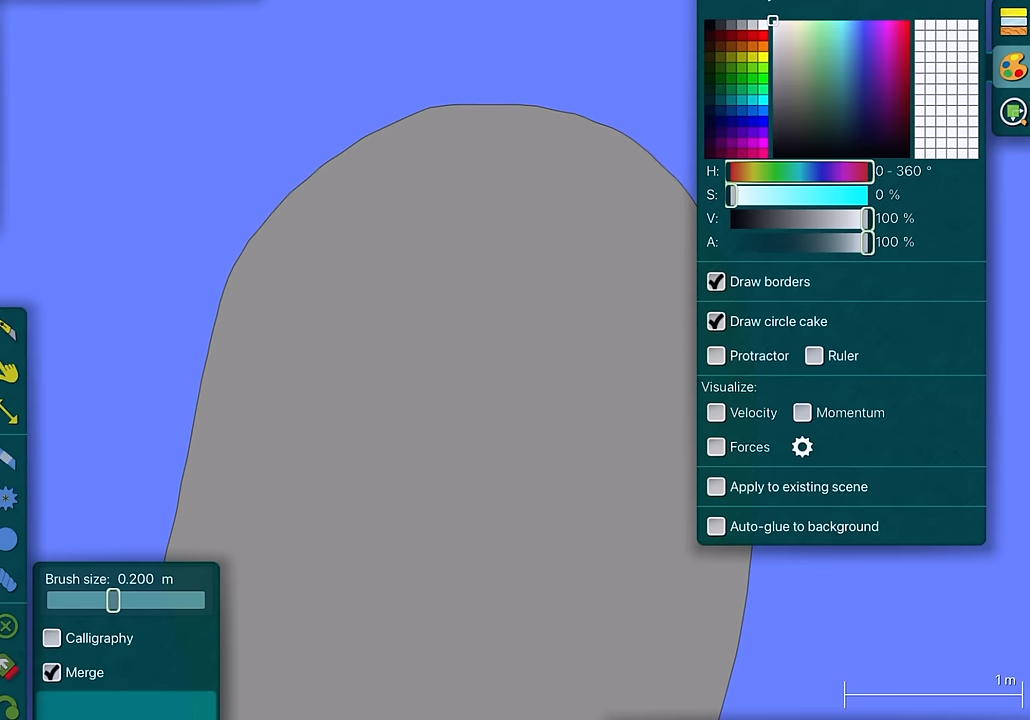 H: 0 - 360 °
S: 0 %
V: 100 %
A: 100 %
Draw borders
Draw circle cake
Protractor Ruler
Visualize:
Velocity Momentum
Forces
Apply to existing scene
Auto-glue to background
Brush size: 0.200 m
Calligraphy
Merge
1 m